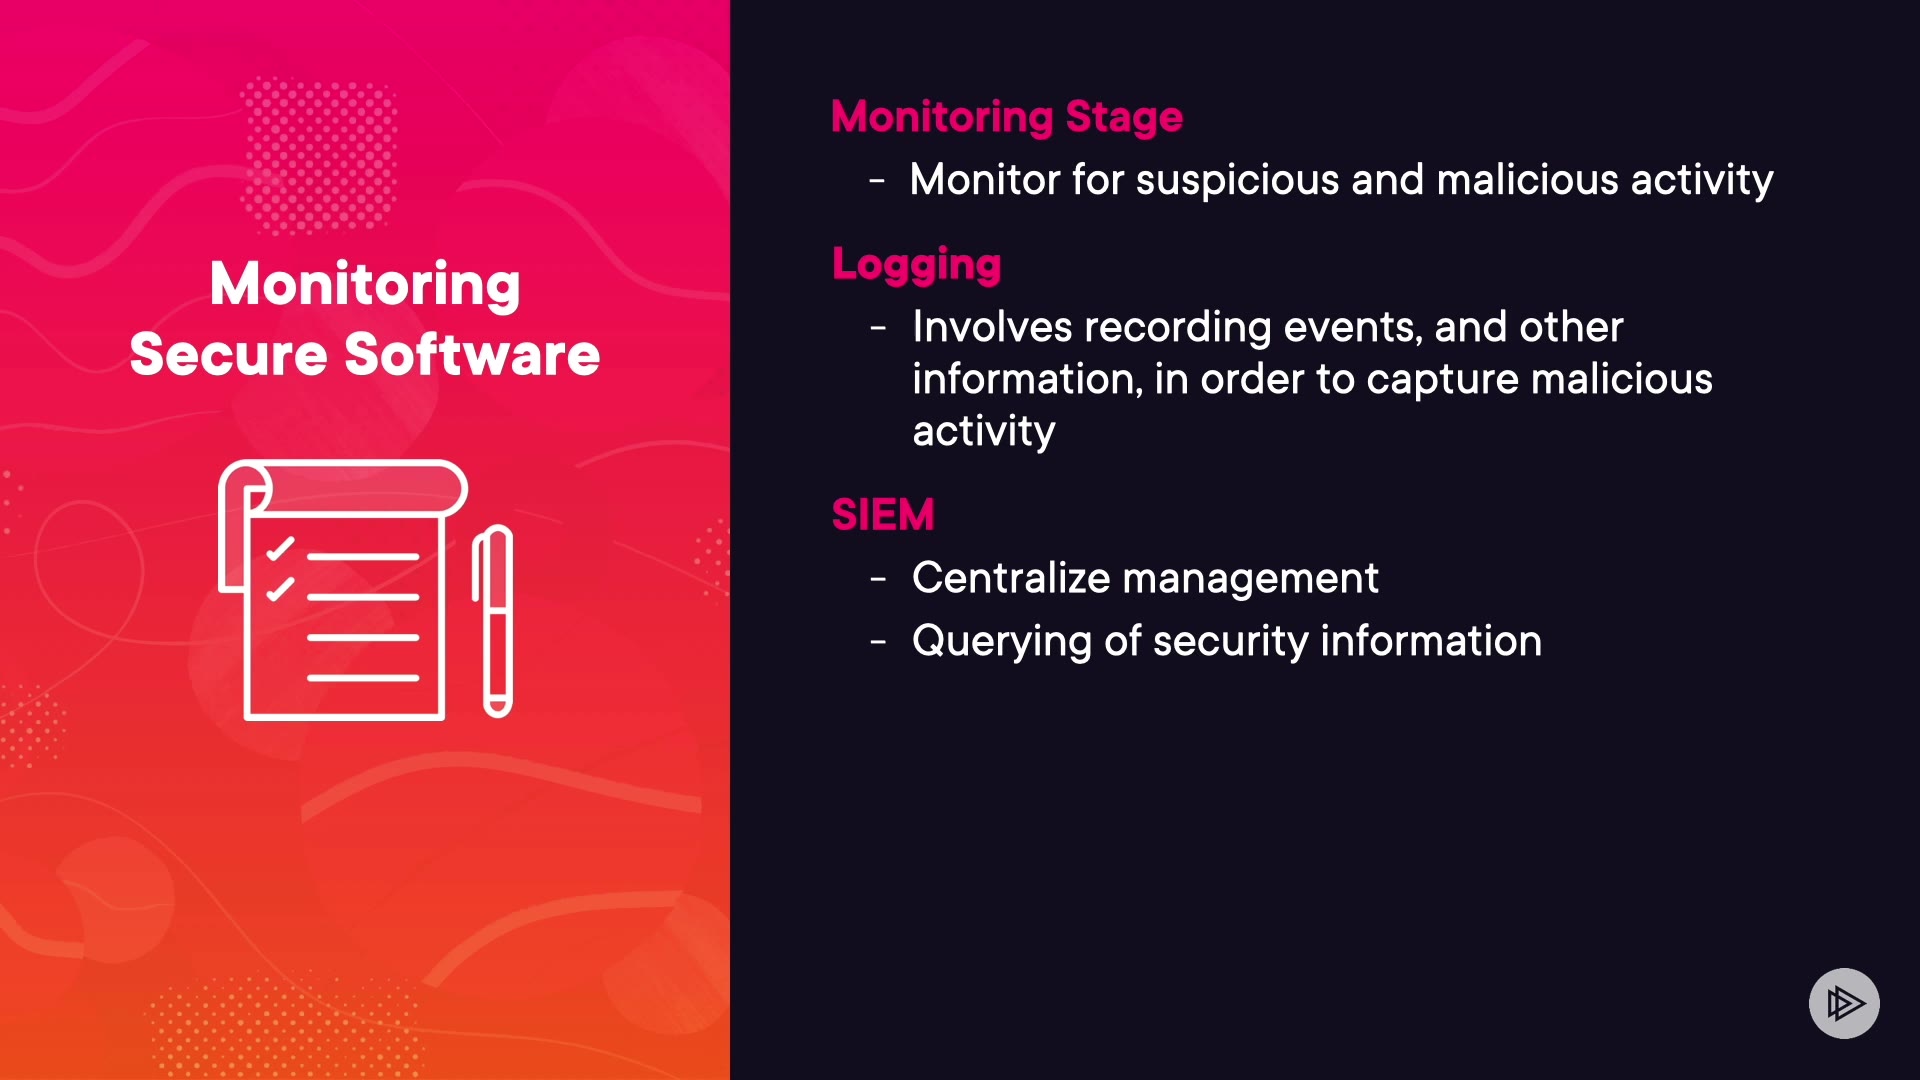 Monitoring
Secure Software
Monitoring Stage
- Monitor for suspicious and malicious activity
Logging
- Involves recording events, and other
information, in order to capture malicious
activity
SIEM
- Centralize management
- Querying of security information